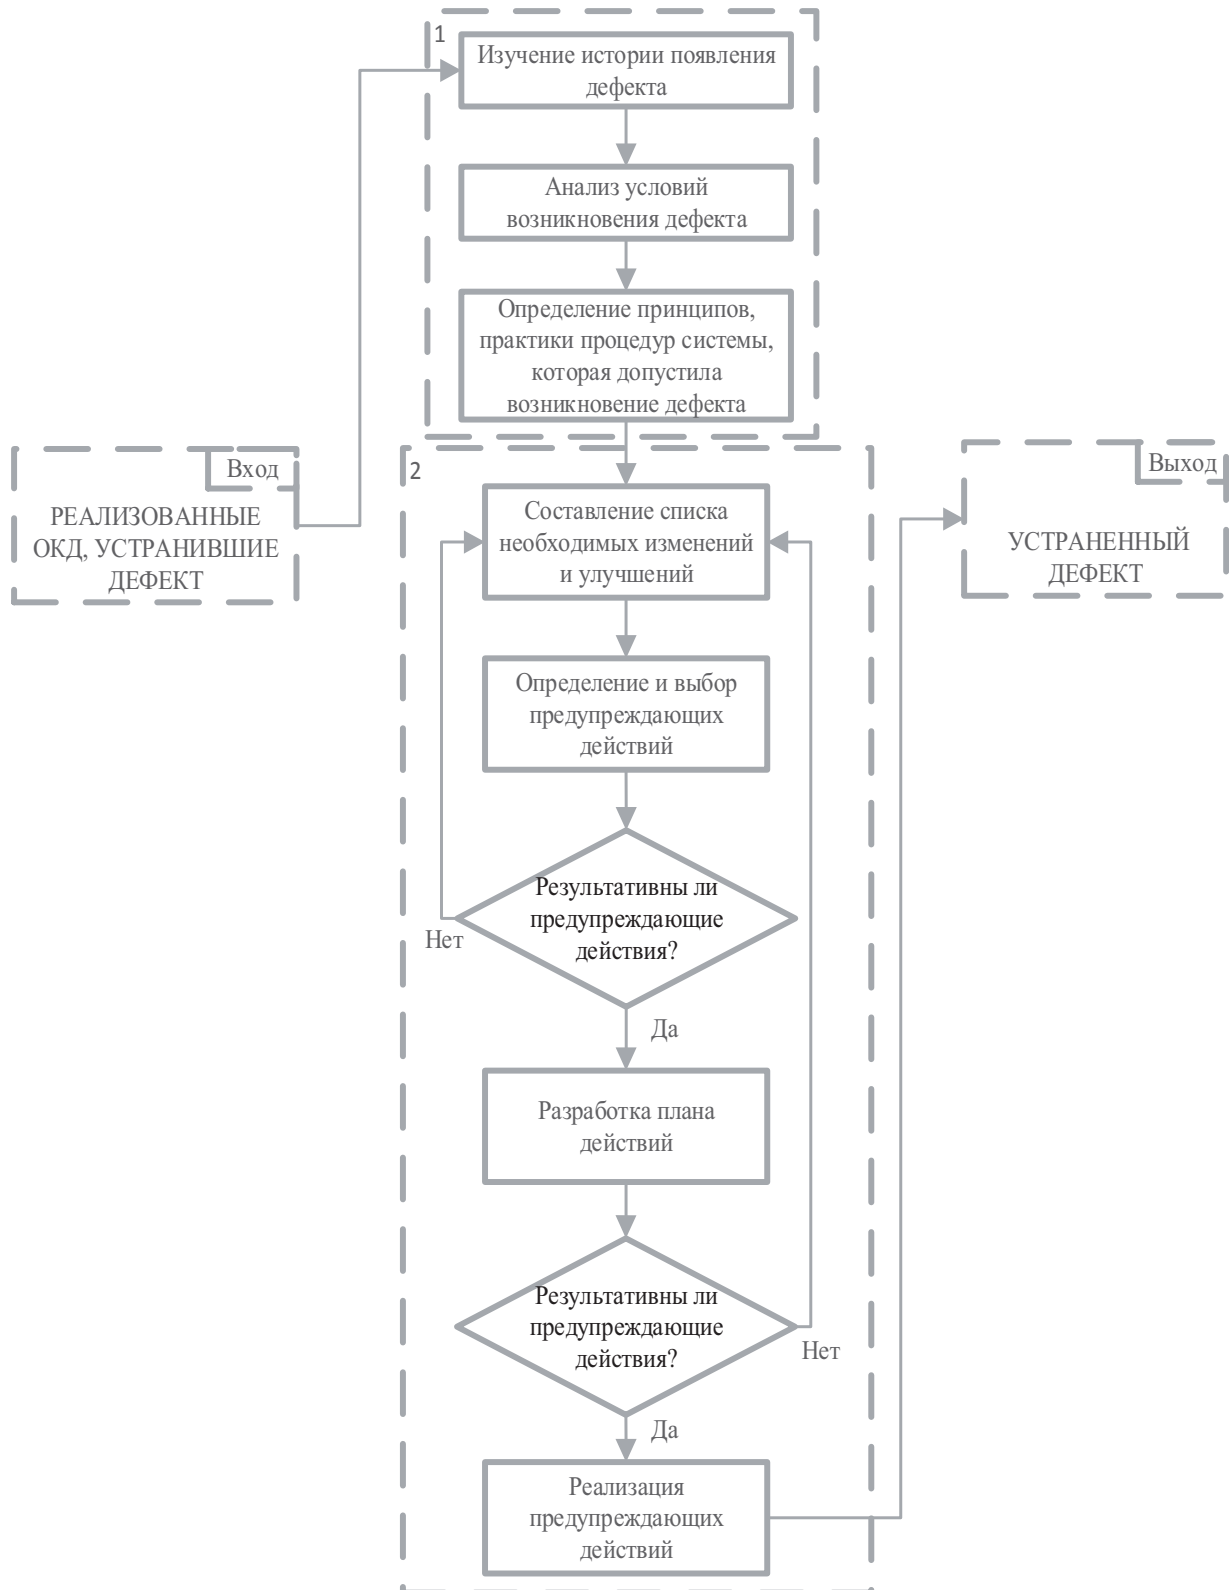 1
Изучение истории появления
дефекта
Анализ условий
возникновения дефекта
Определение принципов,
практики процедур системы,
которая допустила
возникновение дефекта
Вход
РЕАЛИЗОВАННЫЕ
ОКД, УСТРАНИВШИЕ
ДЕФЕКТ
2
Составление списка
необходимых изменений
и улучшений
Выход
УСТРАНЕННЫЙ
ДЕФЕКТ
Определение и выбор
предупреждающих
действий
Результативны ли
предупреждающие
действия?
Нет
Да
Разработка плана
действий
Результативны ли
предупреждающие
действия?
Нет
Да
Реализация
предупреждающих
действий